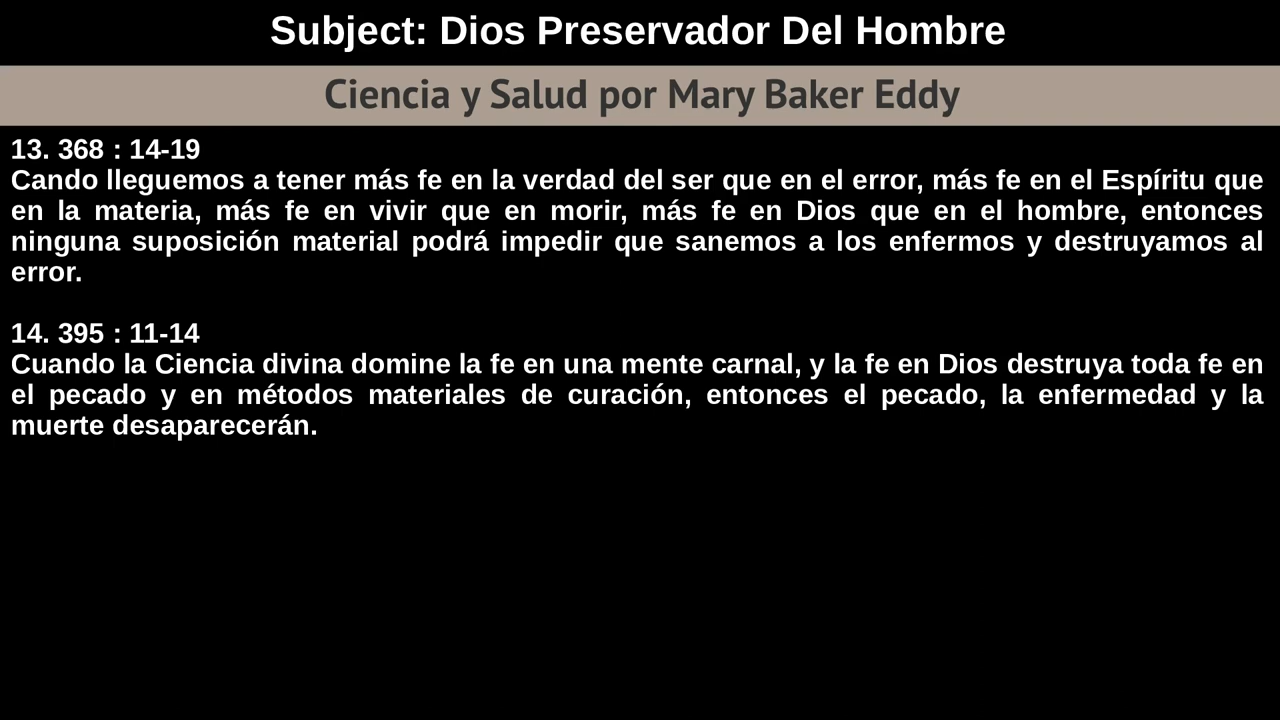 Subject: Dios Preservador Del Hombre
Ciencia y Salud por Mary Baker Eddy
13. 368 : 14-19
Cando lleguemos a tener más fe en la verdad del ser que en el error, más fe en el Espíritu que
en la materia, más fe en vivir que en morir, más fe en Dios que en el hombre, entonces
ninguna suposición material podrá impedir que sanemos a los enfermos y destruyamos al
error.
14. 395 : 11-14
Cuando la Ciencia divina domine la fe en una mente carnal, y la fe en Dios destruya toda fe en
el pecado y en métodos materiales de curación, entonces el pecado, la enfermedad y la
muerte desaparecerán.